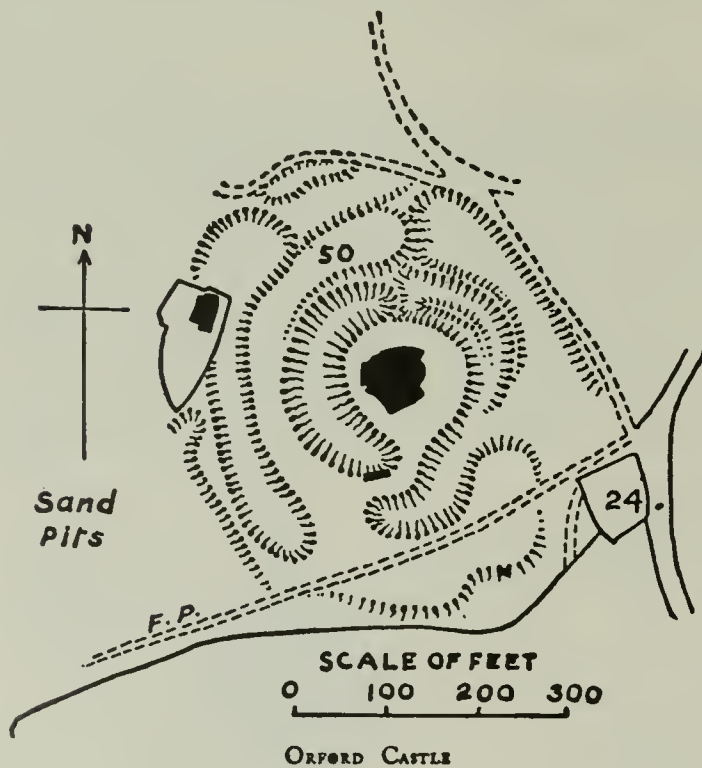 N
50
Sand
Pits
24
F.P.
SCALE OF FEET
0 100 200 300
ORFORD CASTLE